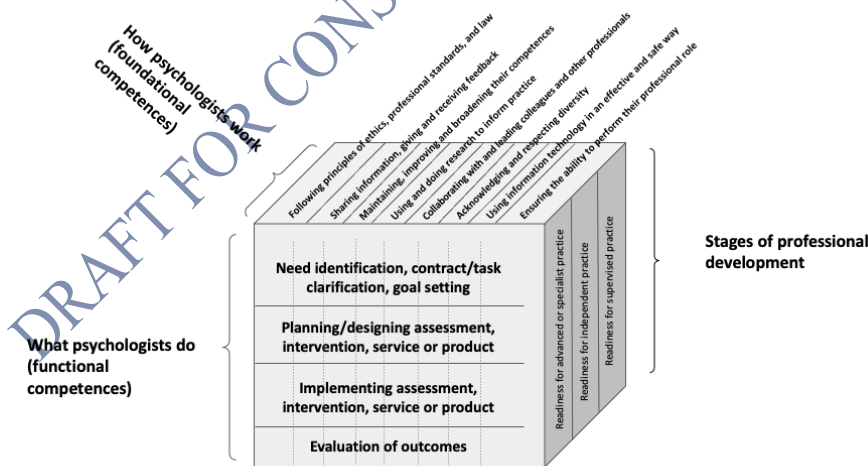 DRAFT FOR CONS
How psychologists work
(foundational
competences)
Following principles of ethics, professional standards, and law
Sharing information, giving and receiving feedback
Maintaining, improving and broadening their competences
Using and doing research to inform practice
Collaborating with and leading colleagues and other professionals
Acknowledging and respecting diversity
Using information technology in an effective and safe way
Ensuring the ability to perform their professional role
Need identification, contract/task
clarification, goal setting
Planning/designing assessment,
intervention, service or product
Implementing assessment,
intervention, service or product
Evaluation of outcomes
What psychologists do
(functional
competences)
Readiness for advanced or specialist practice
Readiness for independent practice
Readiness for supervised practice
Stages of professional
development